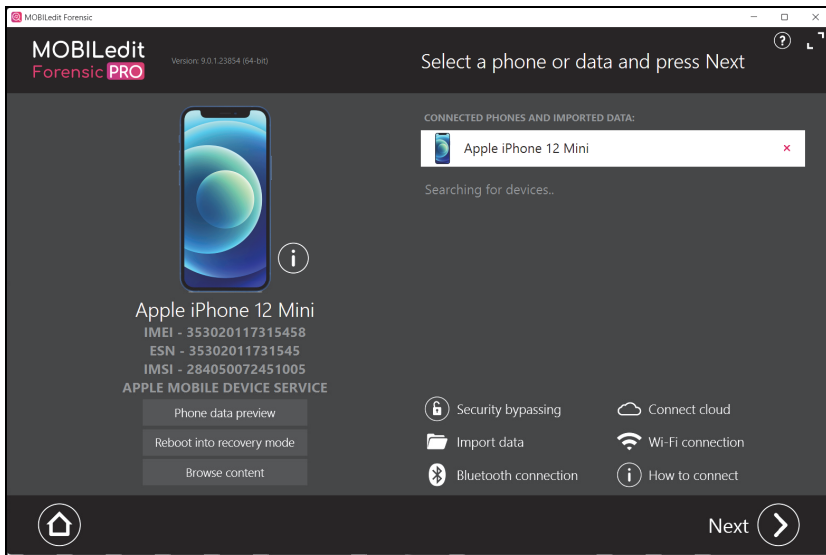 MOBILedit Forensic
MOBILedit
Forensic PRO
Version: 9.0.1.23854 (64-bit)
Select a phone or data and press Next
?
CONNECTED PHONES AND IMPORTED DATA:
Apple iPhone 12 Mini
Searching for devices..
i
Apple iPhone 12 Mini
IMEI - 353020117315458
ESN - 35302011731545
IMSI - 284050072451005
APPLE MOBILE DEVICE SERVICE
Phone data preview
Reboot into recovery mode
Browse content
Security bypassing
Connect cloud
Import data
Wi-Fi connection
Bluetooth connection
i How to connect
Next